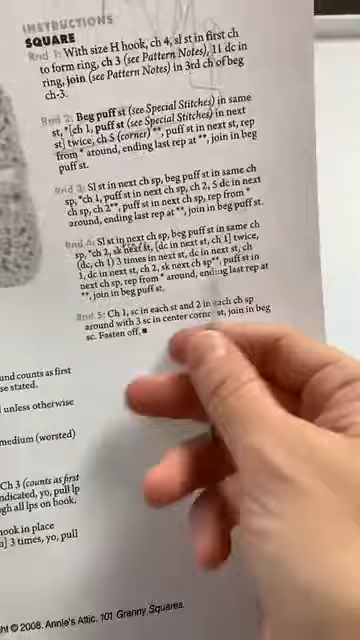 INSTRUCTIONS
SQUARE
Rnd 1: With size H hook, ch 4, sl st in first ch
to form ring, ch 3 (see Pattern Notes), 11 dc in
ring, join (see Pattern Notes) in 3rd ch of beg
ch-3.
Rnd 2: Beg puff st (see Special Stitches) in same
st, *[ch 1, puff st (see Special Stitches) in next
st] twice, ch 5 (corner)**, puff st in next st, rep
from * around, ending last rep at **, join in beg
puff st.
Rnd 3: Sl st in next ch sp, beg puff st in same ch
sp, *ch 1, puff st in next ch sp, ch 2, 5 dc in next
ch sp, ch 2**, puff st in next ch sp, rep from *
around, ending last rep at **, join in beg puff st.
Rnd 4: Sl st in next ch sp, beg puff st in same ch
sp, *ch 2, sk next st, (dc in next st, ch 1) twice,
(dc, ch 1) 3 times in next st, dc in next st, ch
1, dc in next st, ch 2, sk next ch sp**, puff st in
next ch sp, rep from * around, ending last rep at
**, join in beg puff st.
Rnd 5: Ch 1, sc in each st and 2 in each ch sp
around with 3 sc in center corne st, join in beg
sc. Fasten off. ■
und counts as first
se stated.
unless otherwise
medium (worsted)
Ch 3 (counts as first
ndicated, yo, pull lp
gh all lps on hook.
hook in place
n] 3 times, yo, pull
ht © 2008. Annie's Attic. 101 Granny Squares.